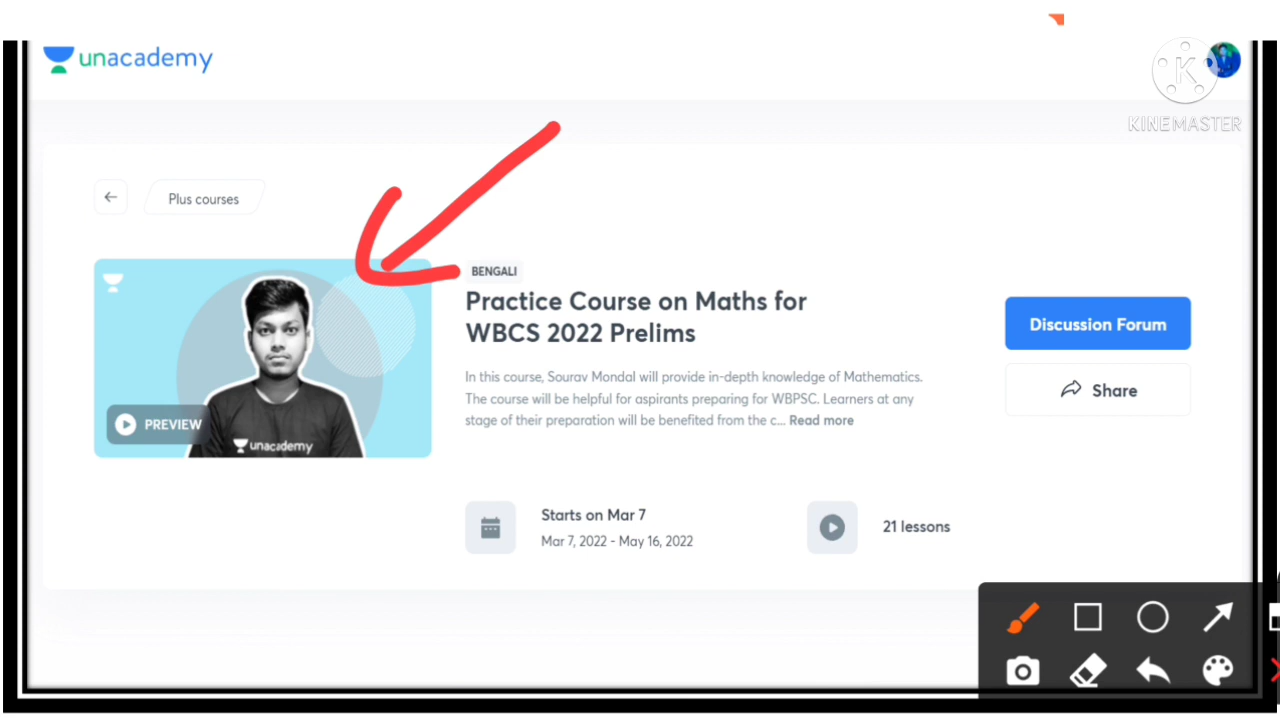 unacademy
K
KINEMASTER
Plus courses
BENGALI
Practice Course on Maths for
WBCS 2022 Prelims
Discussion Forum
In this course, Sourav Mondal will provide in-depth knowledge of Mathematics.
The course will be helpful for aspirants preparing for WBPSC. Learners at any
stage of their preparation will be benefited from the c... Read more
Share
PREVIEW
unacademy
Starts on Mar 7
Mar 7, 2022 - May 16, 2022
21 lessons